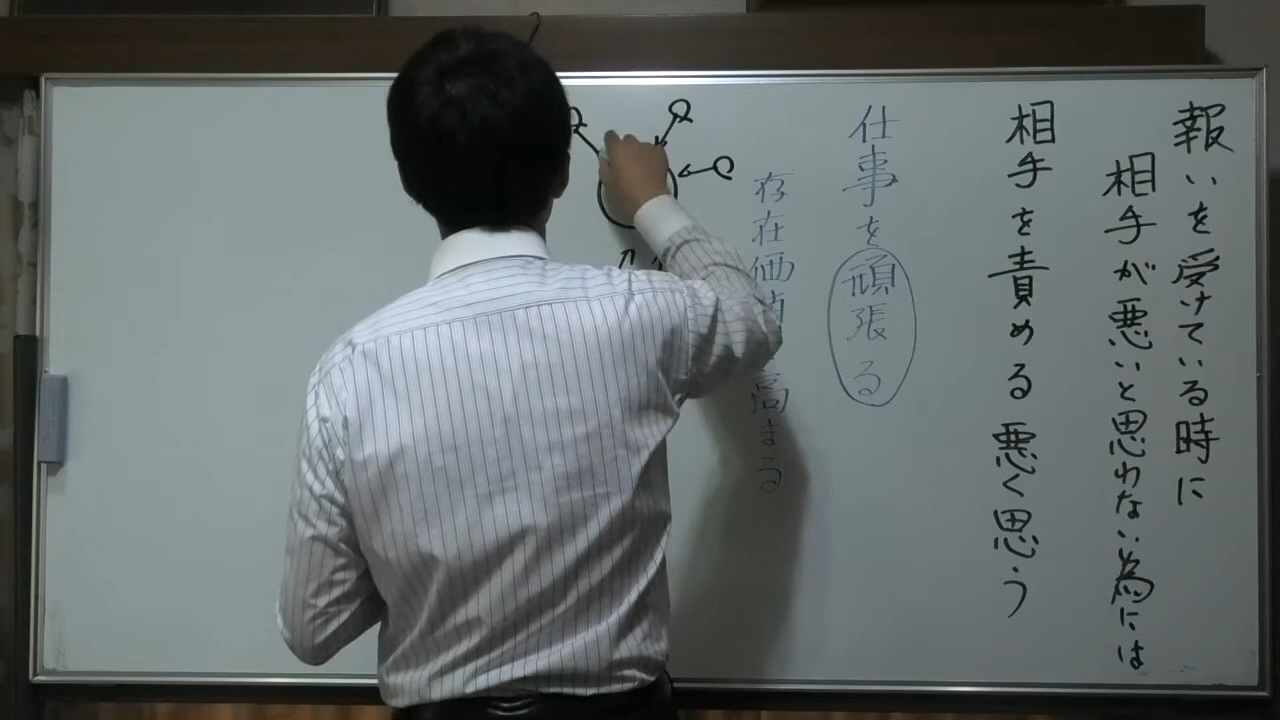 報いを受けている時に
相手が悪いと思わない為には
相手を責める 悪く思う
仕事を頑張る
存在価値 高まる